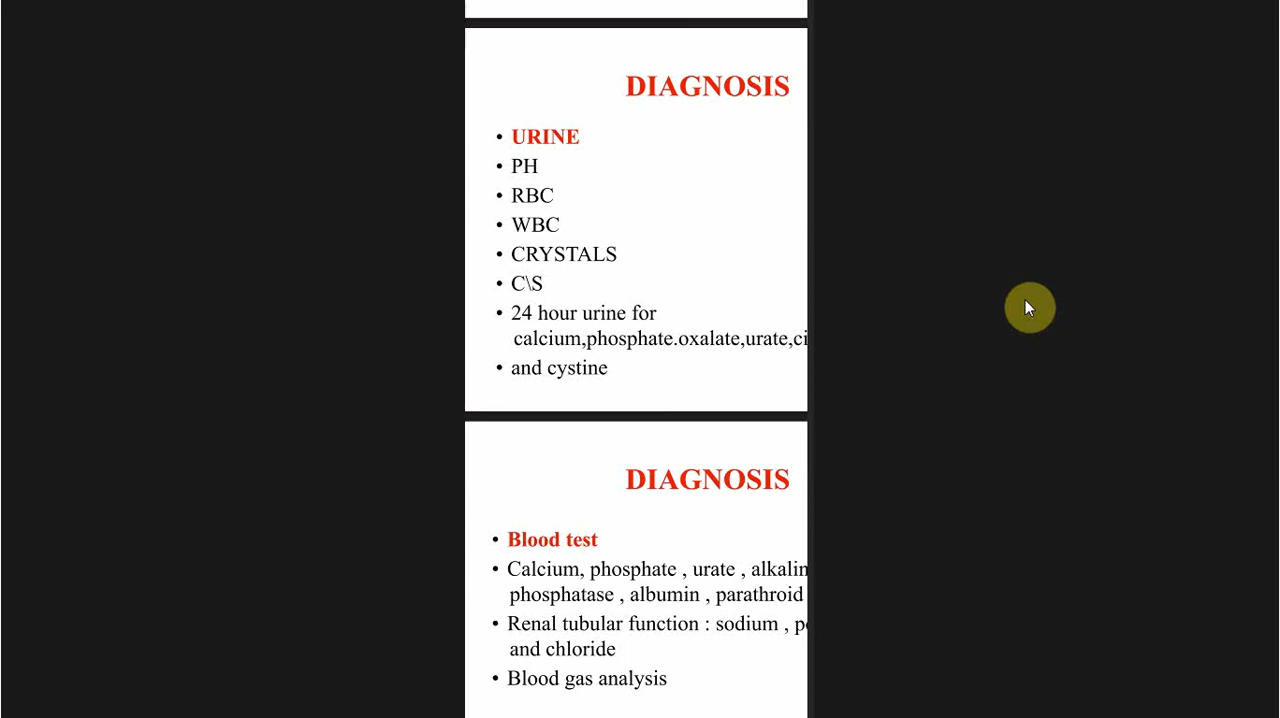 DIAGNOSIS
• URINE
• PH
• RBC
• WBC
• CRYSTALS
• C\S
• 24 hour urine for
calcium,phosphate.oxalate,urate,
• and cystine
DIAGNOSIS
• Blood test
• Calcium, phosphate , urate ,
phosphatase , albumin , parathroid
• Renal tubular function : sodium ,
and chloride
• Blood gas analysis